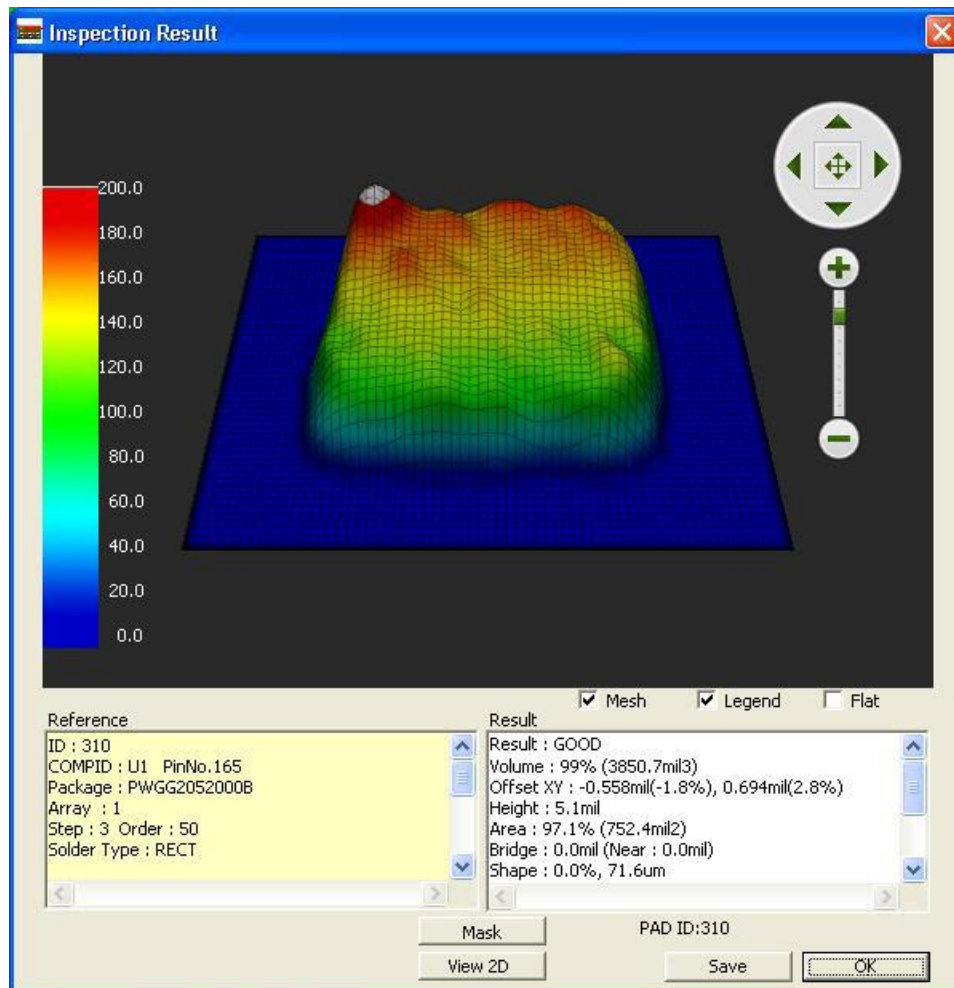 Inspection Result
200.0
180.0
160.0
140.0
120.0
100.0
80.0
60.0
40.0
20.0
0.0
Mesh
Legend
Flat
Reference
ID : 310
COMPID : U1 PinNo.165
Package : PWGG2052000B
Array : 1
Step : 3 Order : 50
Solder Type : RECT
Result
Result : GOOD
Volume : 99% (3850.7mil3)
Offset XY : -0.558mil(-1.8%), 0.694mil(2.8%)
Height : 5.1mil
Area : 97.1% (752.4mil2)
Bridge : 0.0mil (Near : 0.0mil)
Shape : 0.0%, 71.6um
Mask
PAD ID:310
View 2D
Save
OK